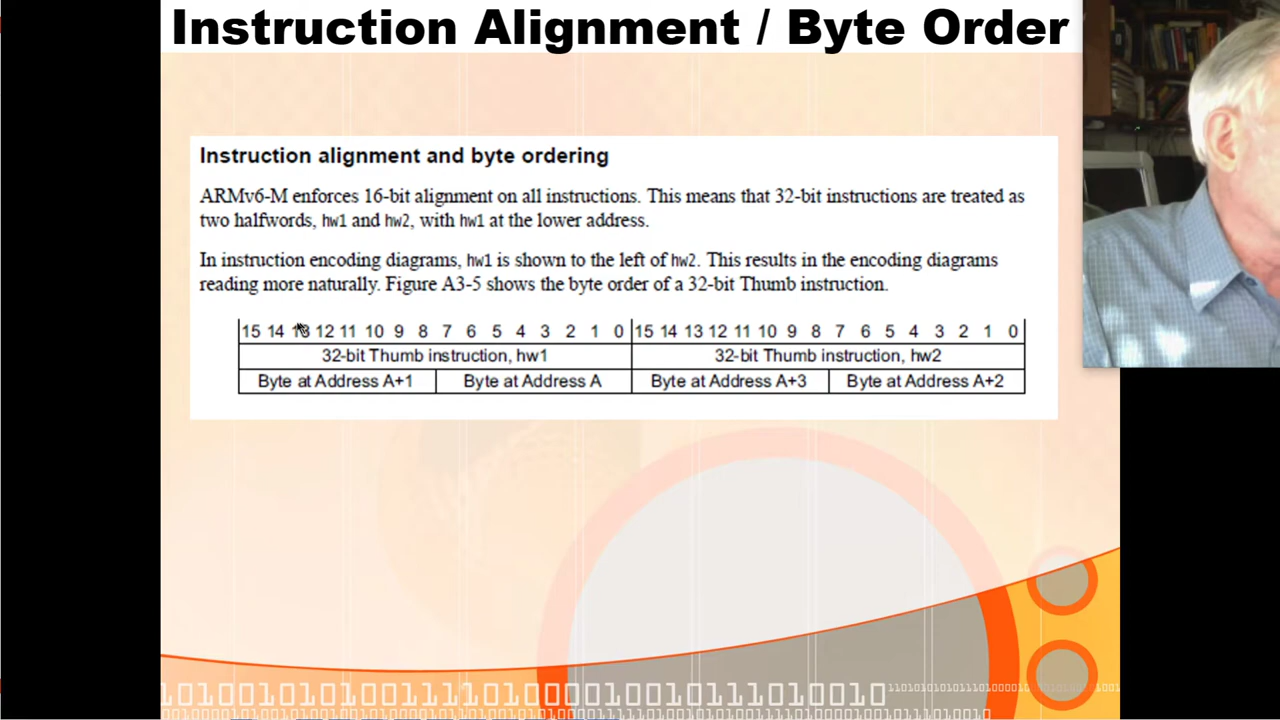 Instruction Alignment / Byte Order
Instruction alignment and byte ordering
ARMv6-M enforces 16-bit alignment on all instructions. This means that 32-bit instructions are treated as
two halfwords, hw1 and hw2, with hw1 at the lower address.
In instruction encoding diagrams, hw1 is shown to the left of hw2. This results in the encoding diagrams
reading more naturally. Figure A3-5 shows the byte order of a 32-bit Thumb instruction.
15 14 13 12 11 10 9 8 7 6 5 4 3 2 1 0 15 14 13 12 11 10 9 8 7 6 5 4 3 2 1 0
32-bit Thumb instruction, hw1 32-bit Thumb instruction, hw2
Byte at Address A+1 Byte at Address A Byte at Address A+3 Byte at Address A+2